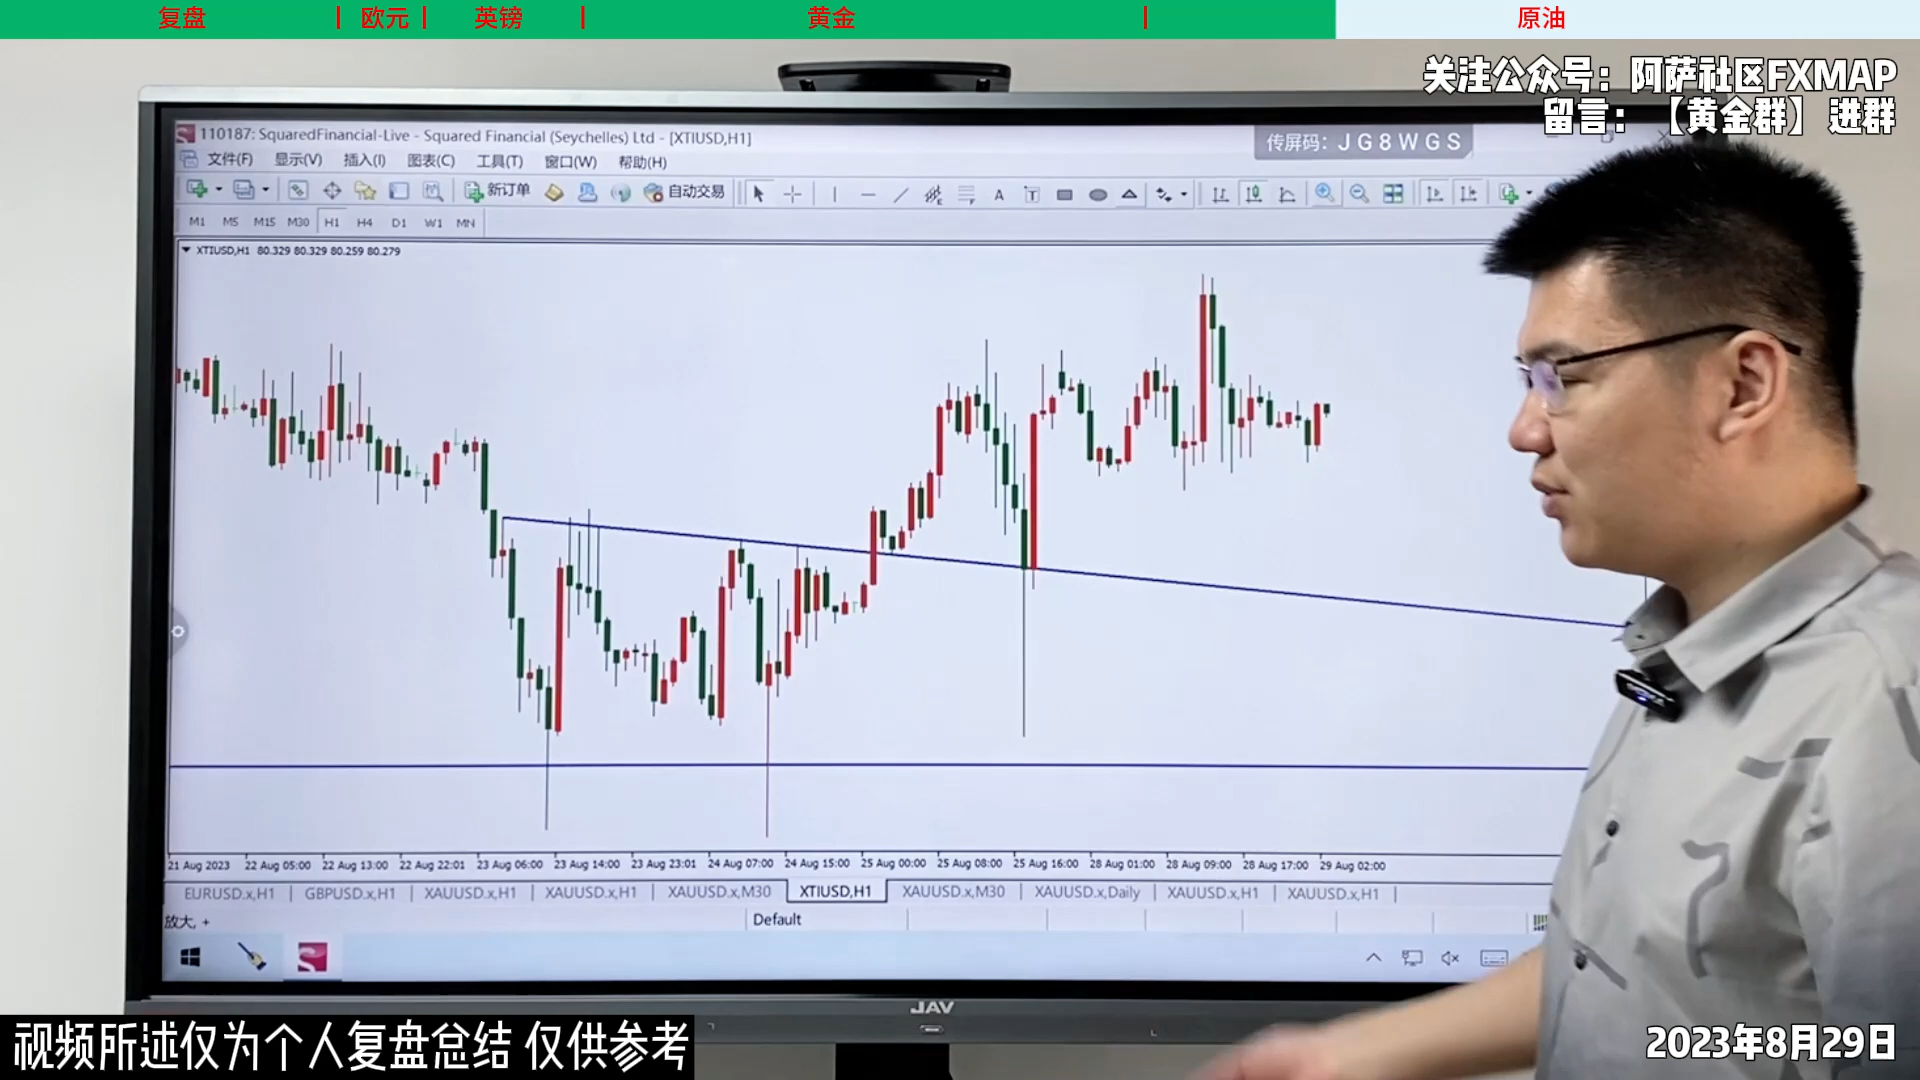 复盘 | 欧元 | 英镑 | 黄金 | 原油
关注公众号：阿萨社区FXMAP
留言：【黄金群】进群
110187: SquaredFinancial-Live - Squared Financial (Seychelles) Ltd - [XTIUSD,H1]
传屏码：JG8WGS
文件(F) 显示(V) 插入(I) 图表(C) 工具(T) 窗口(W) 帮助(H)
新订单 自动交易
M1 M5 M15 M30 H1 H4 D1 W1 MN
XTIUSD,H1 80.329 80.329 80.259 80.279
21 Aug 2023 22 Aug 05:00 22 Aug 13:00 22 Aug 22:01 23 Aug 06:00 23 Aug 14:00 23 Aug 23:01 24 Aug 07:00 24 Aug 15:00 25 Aug 00:00 25 Aug 08:00 25 Aug 16:00 28 Aug 01:00 28 Aug 09:00 28 Aug 17:00 29 Aug 02:00
EURUSD.x,H1 | GBPUSD.x,H1 | XAUUSD.x,H1 | XAUUSD.x,H1 | XAUUSD.x,M30 | XTIUSD,H1 | XAUUSD.x,M30 | XAUUSD.x,Daily | XAUUSD.x,H1 | XAUUSD.x,H1 |
放大, +
Default
JAV
视频所述仅为个人复盘总结 仅供参考
2023年8月29日